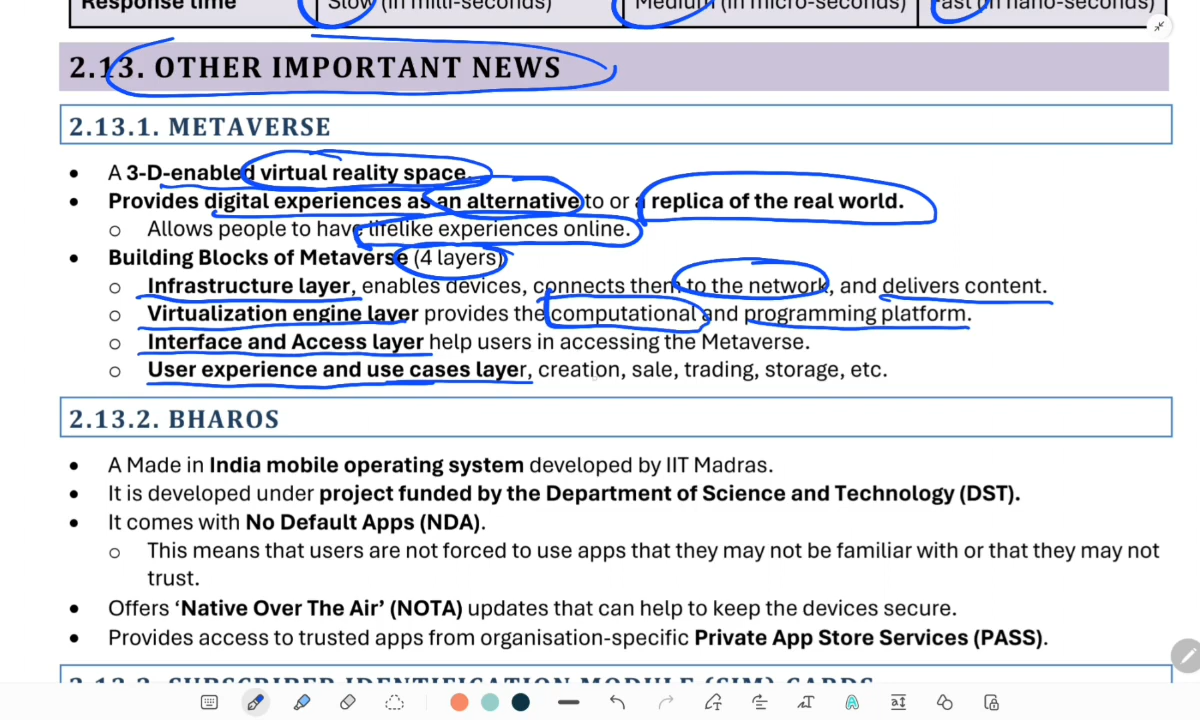 Response time Slow (in milli-seconds) Medium (in micro-seconds) Fast (in nano-seconds)
2.13. OTHER IMPORTANT NEWS
2.13.1. METAVERSE
• A 3-D-enabled virtual reality space.
• Provides digital experiences as an alternative to or a replica of the real world.
o Allows people to have lifelike experiences online.
• Building Blocks of Metaverse (4 layers)
o Infrastructure layer, enables devices, connects them to the network, and delivers content.
o Virtualization engine layer provides the computational and programming platform.
o Interface and Access layer help users in accessing the Metaverse.
o User experience and use cases layer, creation, sale, trading, storage, etc.
2.13.2. BHAROS
• A Made in India mobile operating system developed by IIT Madras.
• It is developed under project funded by the Department of Science and Technology (DST).
• It comes with No Default Apps (NDA).
o This means that users are not forced to use apps that they may not be familiar with or that they may not
trust.
• Offers ‘Native Over The Air’ (NOTA) updates that can help to keep the devices secure.
• Provides access to trusted apps from organisation-specific Private App Store Services (PASS).
2.13.3. SUBSCRIBER IDENTIFICATION MODULE (SIM) CARDS